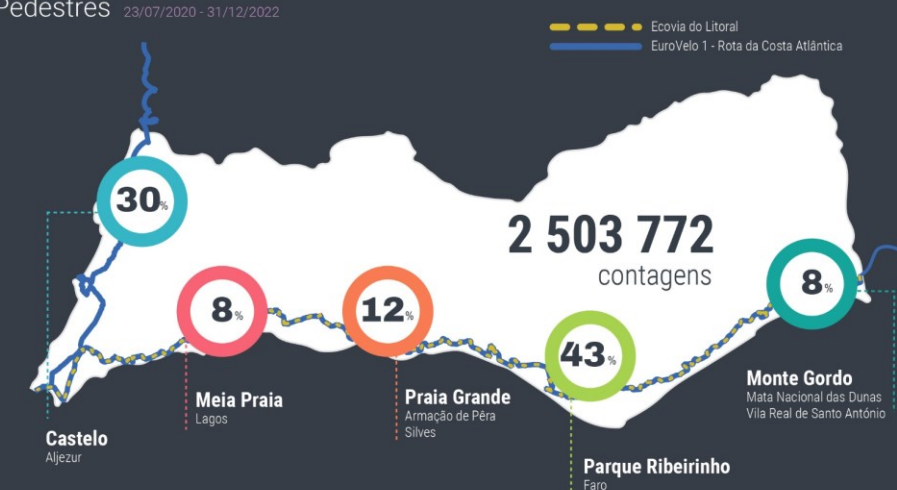 Pedestres 23/07/2020 - 31/12/2022
Ecovia do Litoral
EuroVelo 1 - Rota da Costa Atlântica
30%
2 503 772
contagens
8%
12%
43%
8%
Castelo
Aljezur
Meia Praia
Lagos
Praia Grande
Armação de Pêra
Silves
Parque Ribeirinho
Faro
Monte Gordo
Mata Nacional das Dunas
Vila Real de Santo António